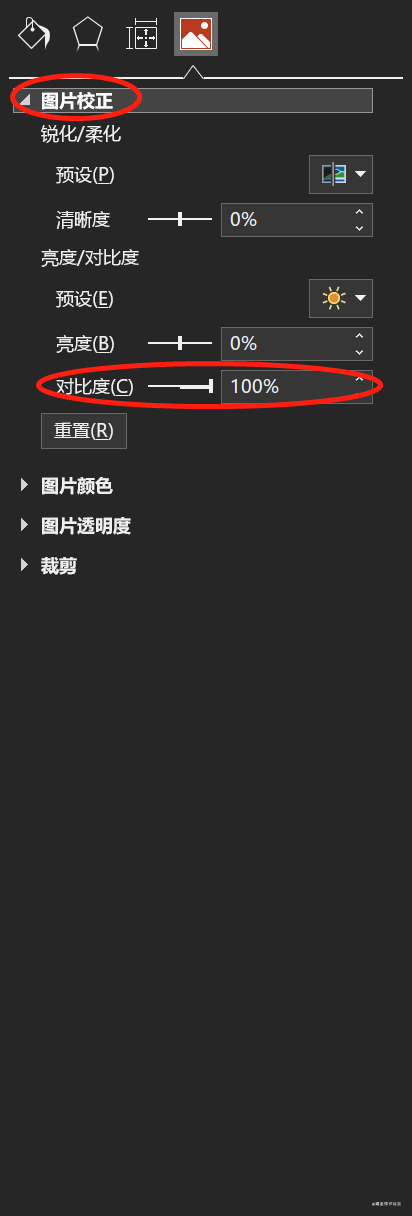 图片校正
锐化/柔化
预设(P)
清晰度 0%
亮度/对比度
预设(E)
亮度(B) 0%
对比度(C) 100%
重置(R)
图片颜色
图片透明度
裁剪